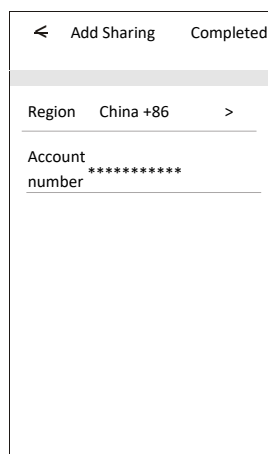 < Add Sharing Completed
Region China +86 >
Account
number ***********